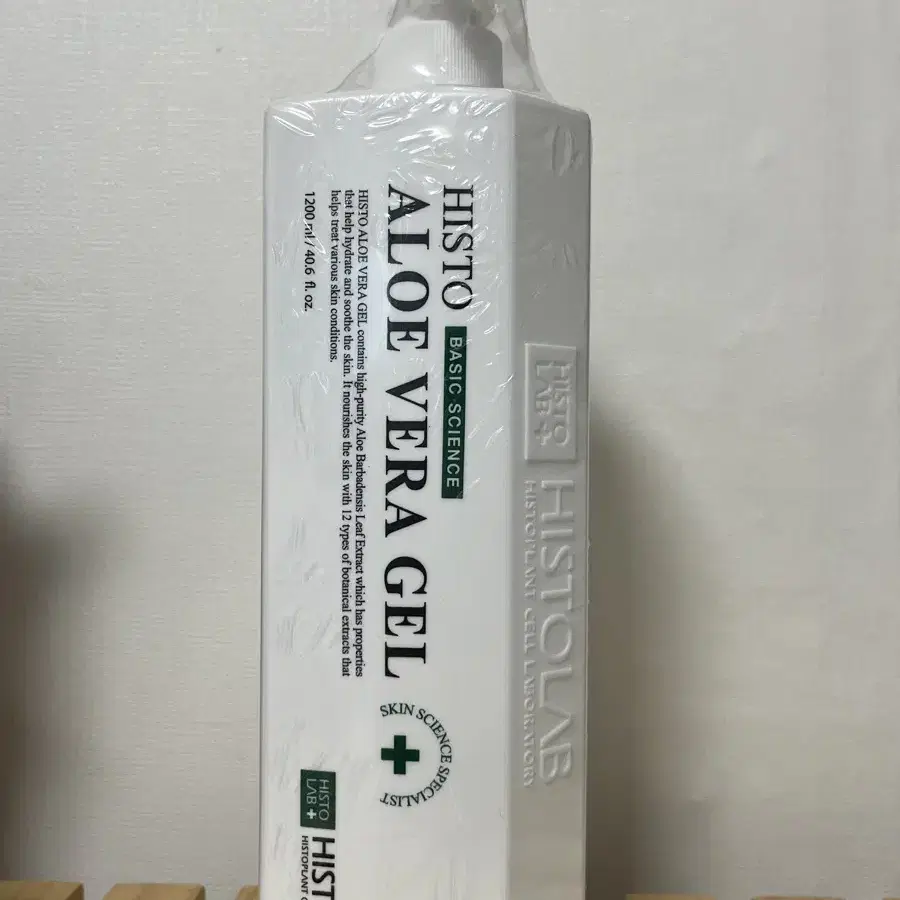 HISTO BASIC SCIENCE
ALOE VERA GEL
HISTO ALOE VERA GEL contains high-purity Aloe Barbadensis Leaf Extract which has properties
that help hydrate and soothe the skin. It nourishes the skin with 12 types of botanical extracts that
helps treat various skin conditions.
1200 ml / 40.6 fl. oz.
SKIN SCIENCE SPECIALIST
HISTO
LAB +
HIST
HISTOPLANT C
HISTO
LAB +
HISTOLAB
HISTOPLANT CELL LABORATORY